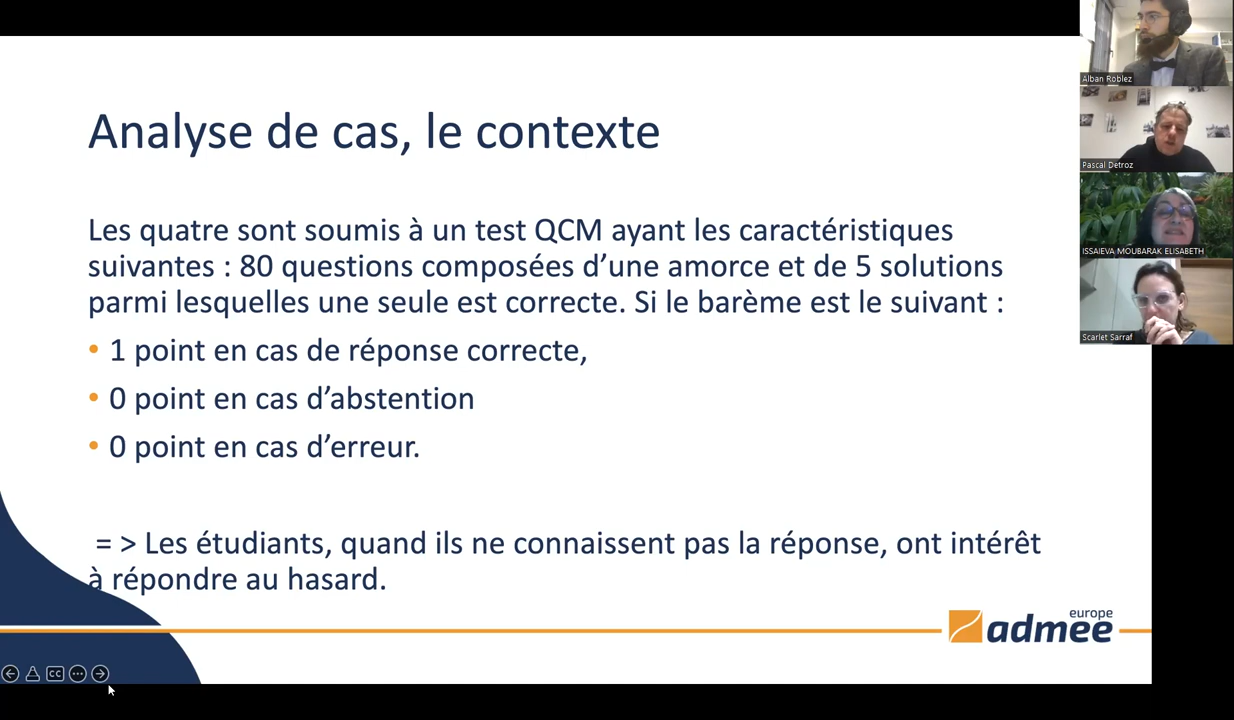 Analyse de cas, le contexte
Les quatre sont soumis à un test QCM ayant les caractéristiques
suivantes : 80 questions composées d’une amorce et de 5 solutions
parmi lesquelles une seule est correcte. Si le barème est le suivant :
• 1 point en cas de réponse correcte,
• 0 point en cas d’abstention
• 0 point en cas d’erreur.
= > Les étudiants, quand ils ne connaissent pas la réponse, ont intérêt
à répondre au hasard.
europe
admee
CC
Alban Roblez
Pascal Detroz
ISSAIEVA MOUBARAK ELISABETH
Scarlet Sarraf